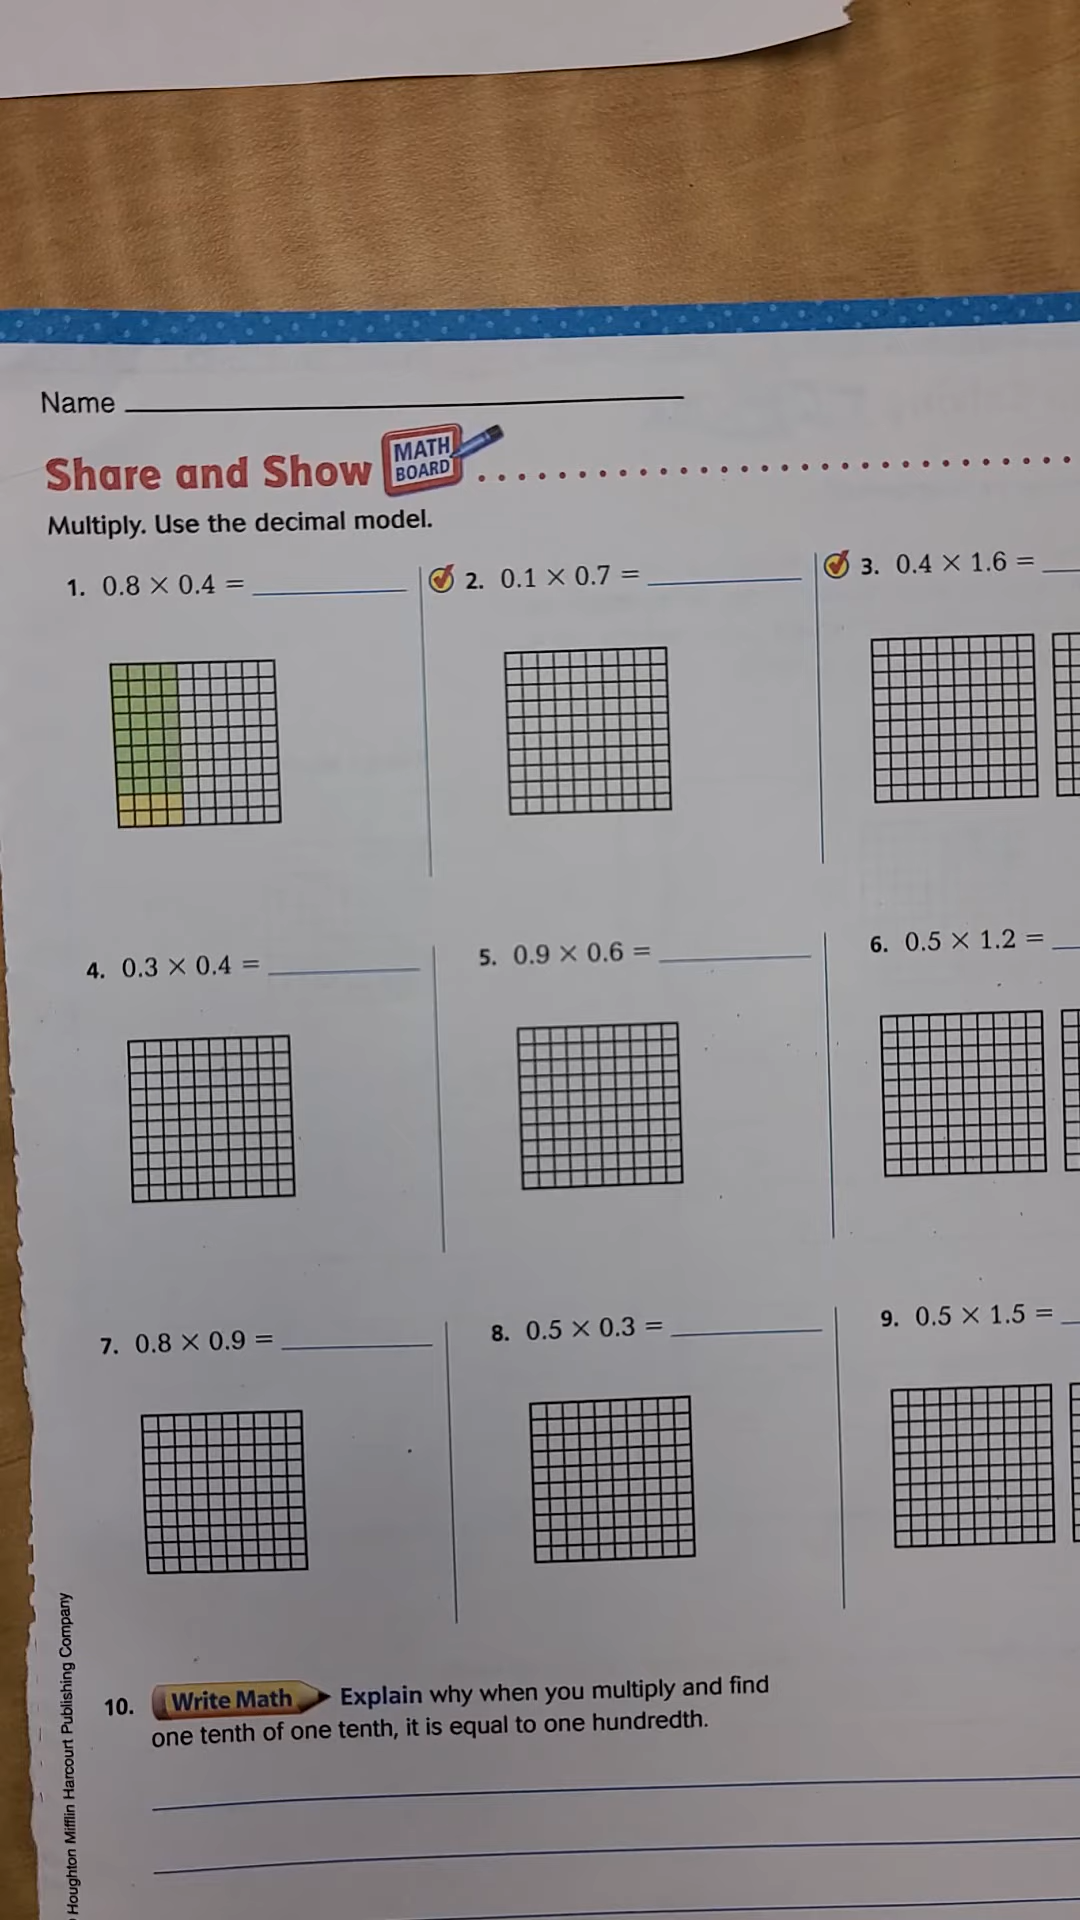 Name
Share and Show MATH BOARD
Multiply. Use the decimal model.
1. 0.8 × 0.4 =
2. 0.1 × 0.7 =
3. 0.4 × 1.6 =
4. 0.3 × 0.4 =
5. 0.9 × 0.6 =
6. 0.5 × 1.2 =
7. 0.8 × 0.9 =
8. 0.5 × 0.3 =
9. 0.5 × 1.5 =
10. Write Math Explain why when you multiply and find
one tenth of one tenth, it is equal to one hundredth.
Houghton Mifflin Harcourt Publishing Company